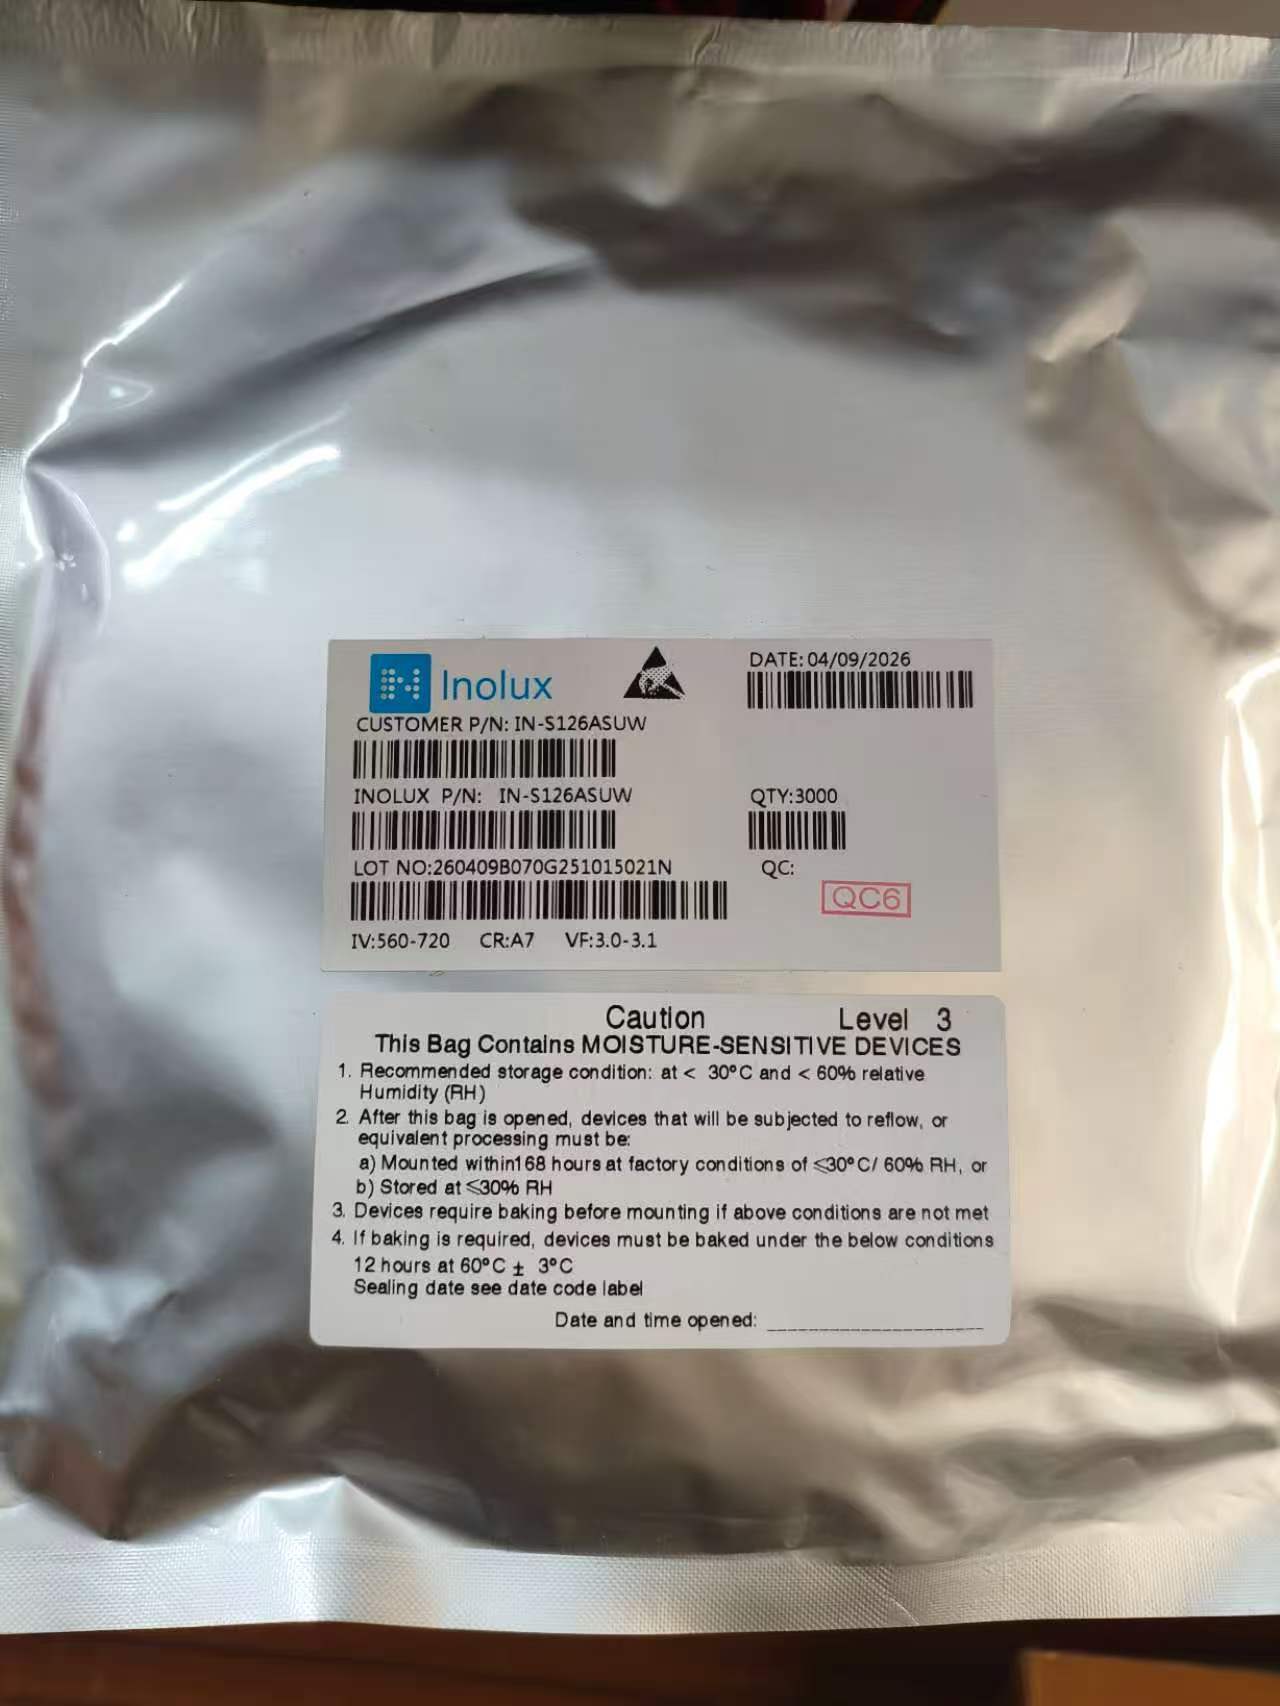 Inolux
DATE: 04/09/2026
CUSTOMER P/N: IN-S126ASUW
INOLUX P/N: IN-S126ASUW
QTY:3000
LOT NO:260409B070G251015021N
QC:
QC6
IV:560-720 CR:A7 VF:3.0-3.1
Caution Level 3
This Bag Contains MOISTURE-SENSITIVE DEVICES
1. Recommended storage condition: at < 30°C and < 60% relative
Humidity (RH)
2. After this bag is opened, devices that will be subjected to reflow, or
equivalent processing must be:
a) Mounted within168 hours at factory conditions of ≤30°C/ 60% RH, or
b) Stored at ≤30% RH
3. Devices require baking before mounting if above conditions are not met
4. If baking is required, devices must be baked under the below conditions
12 hours at 60°C ± 3°C
Sealing date see date code label
Date and time opened: ____________________